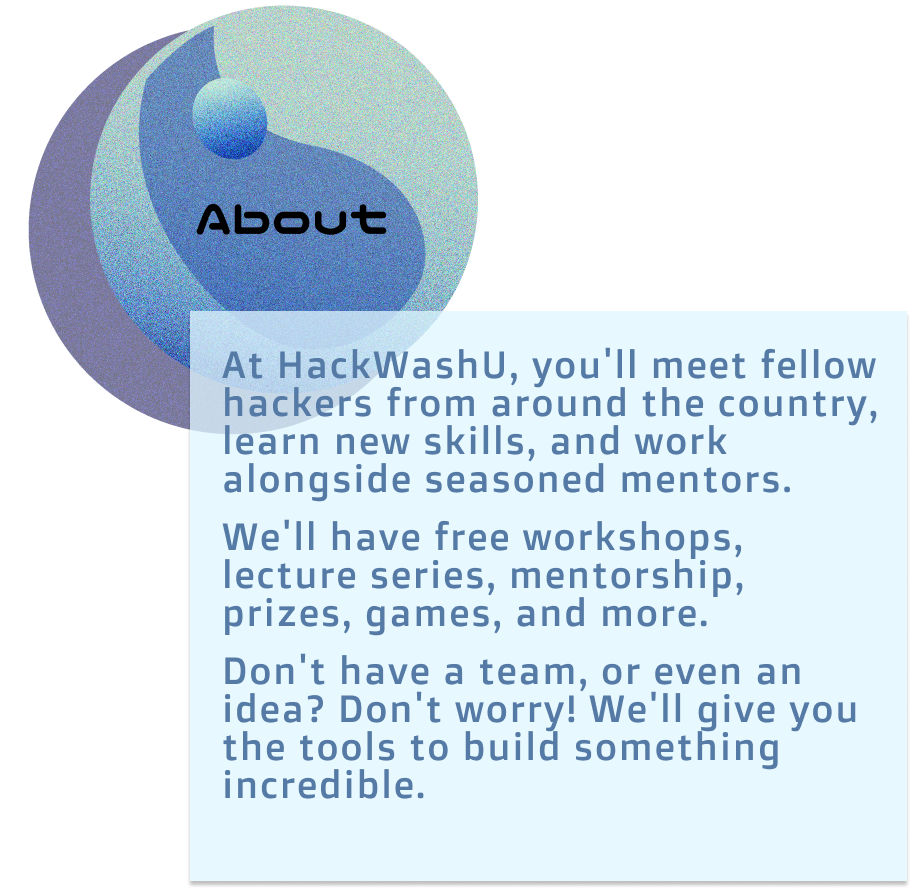 About
At HackWashU, you'll meet fellow
hackers from around the country,
learn new skills, and work
alongside seasoned mentors.
We'll have free workshops,
lecture series, mentorship,
prizes, games, and more.
Don't have a team, or even an
idea? Don't worry! We'll give you
the tools to build something
incredible.